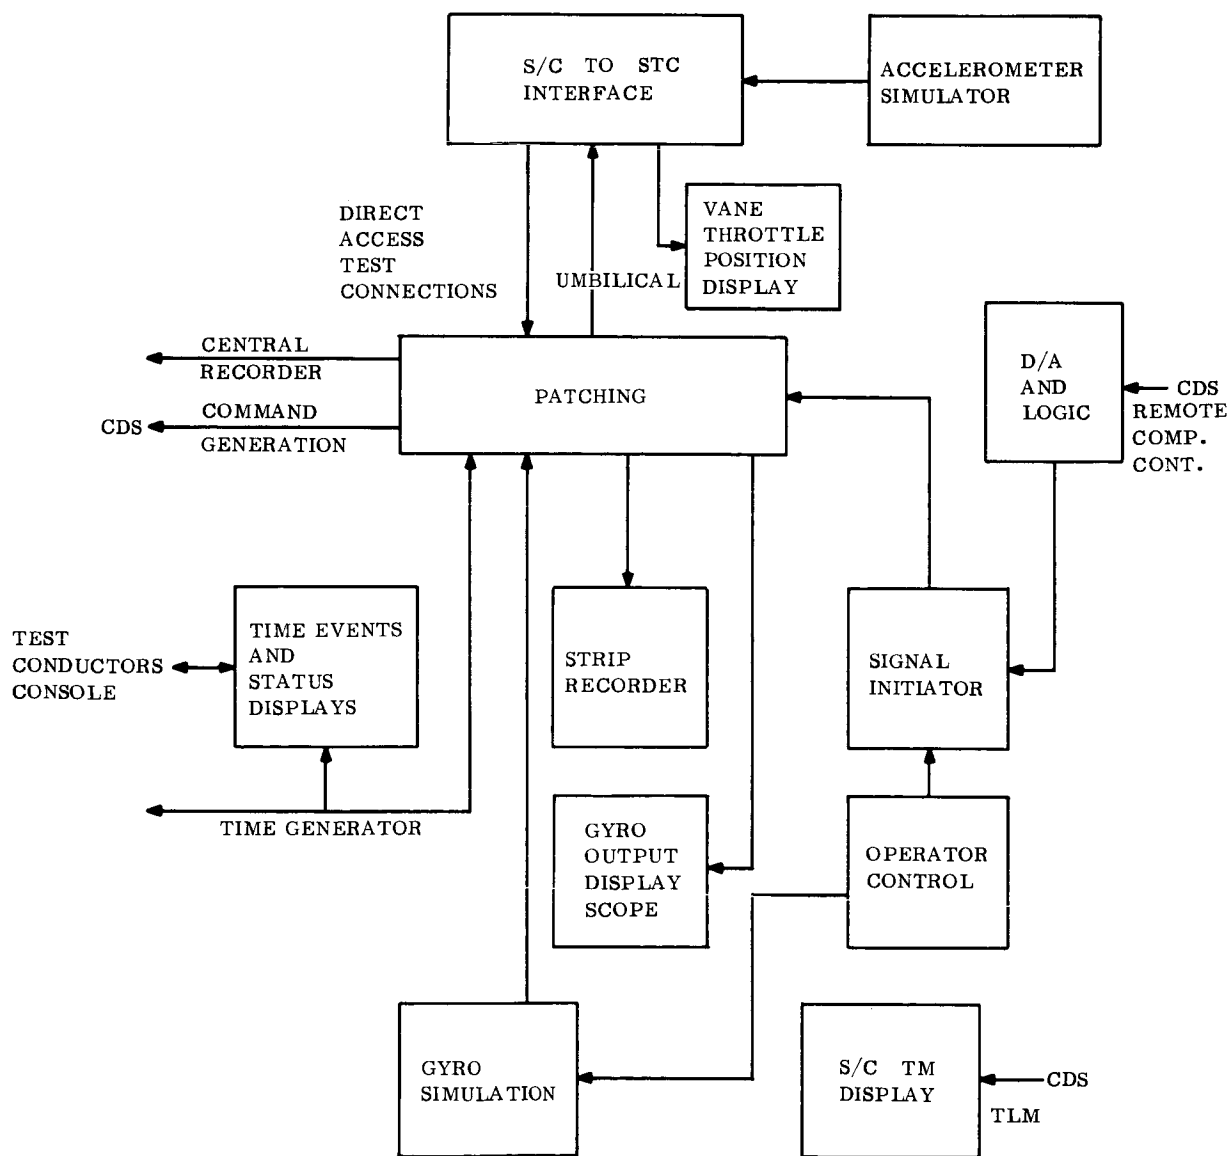 S/C TO STC
INTERFACE
ACCELEROMETER
SIMULATOR
DIRECT
ACCESS
TEST
CONNECTIONS
UMBILICAL
VANE
THROTTLE
POSITION
DISPLAY
CENTRAL
RECORDER
CDS
COMMAND
GENERATION
PATCHING
D/A
AND
LOGIC
CDS
REMOTE
COMP.
CONT.
TEST
CONDUCTORS
CONSOLE
TIME EVENTS
AND
STATUS
DISPLAYS
STRIP
RECORDER
SIGNAL
INITIATOR
TIME GENERATOR
GYRO
OUTPUT
DISPLAY
SCOPE
OPERATOR
CONTROL
GYRO
SIMULATION
S/C TM
DISPLAY
CDS
TLM